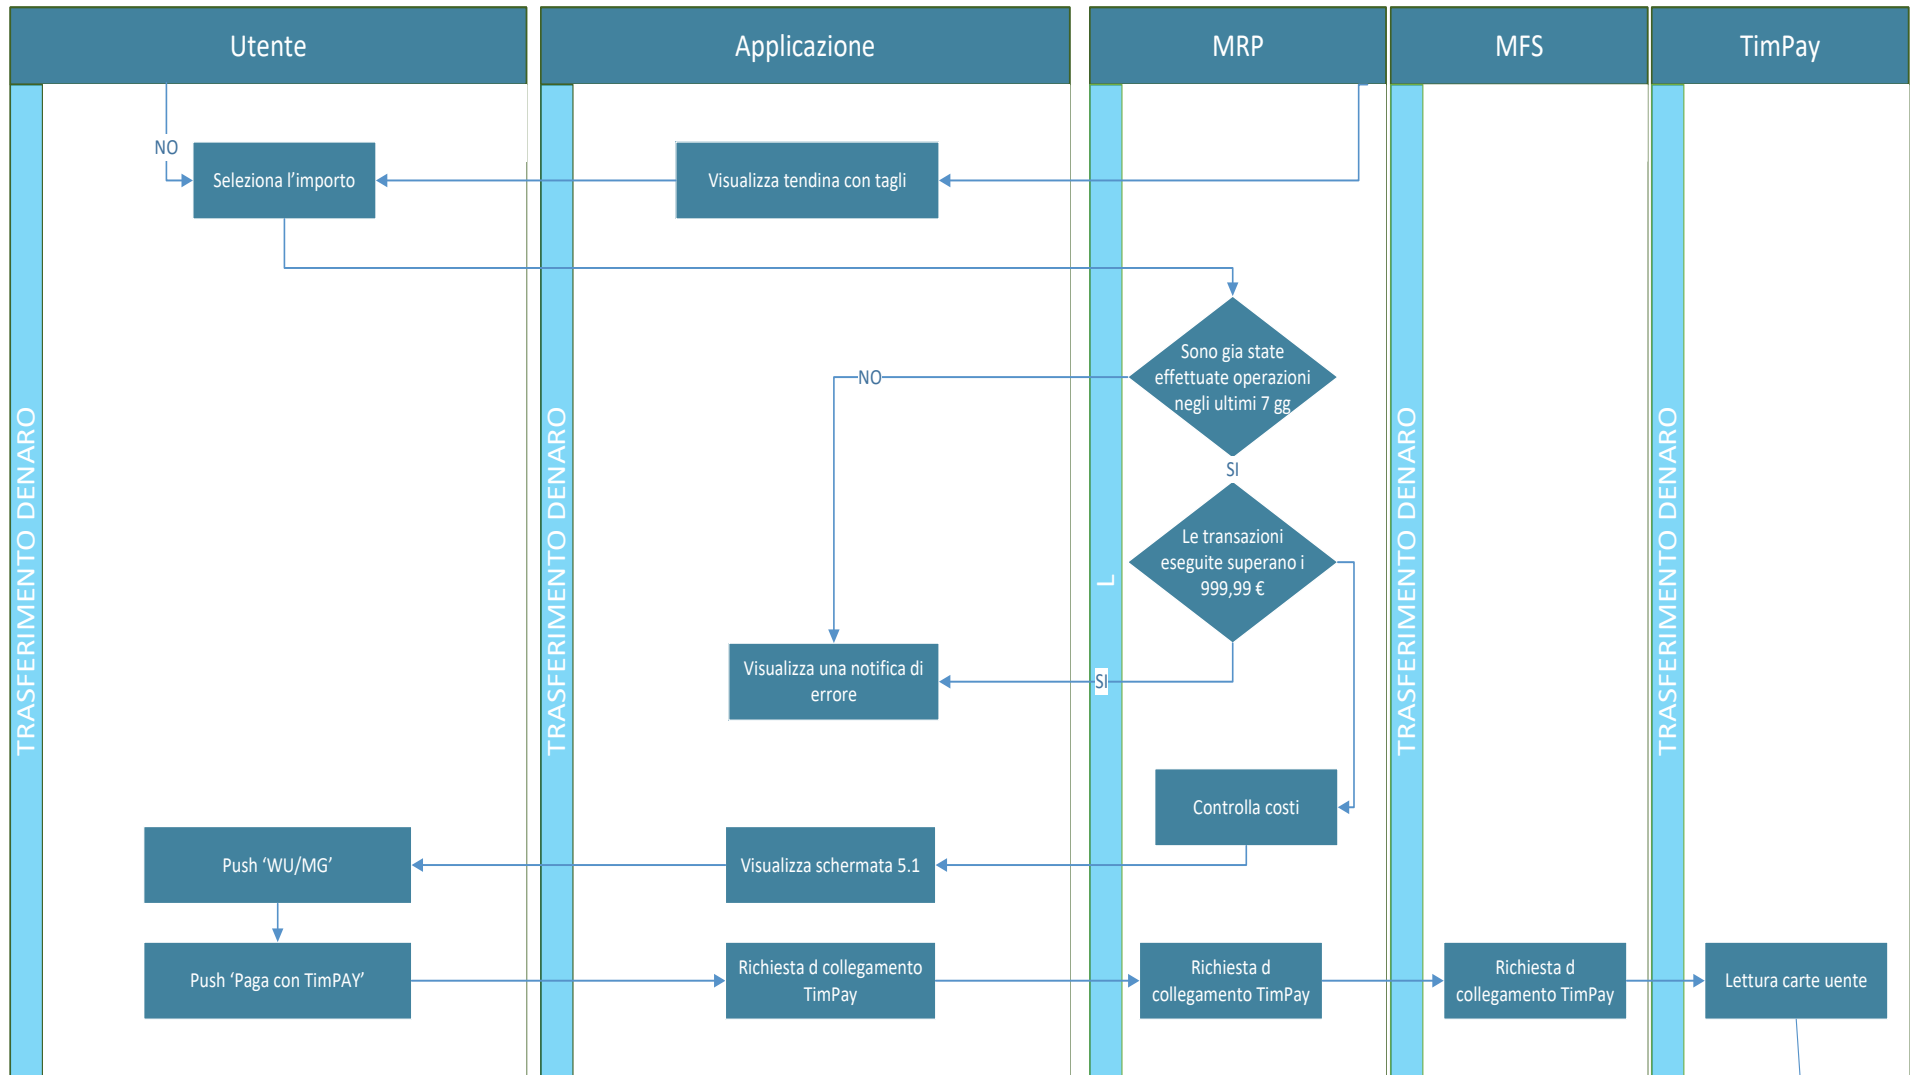 Utente
Applicazione
MRP
MFS
TimPay
NO
Seleziona l'importo
Visualizza tendina con tagli
Sono gia state
effettuate operazioni
negli ultimi 7 gg
NO
SI
Le transazioni
eseguite superano i
999,99 €
Visualizza una notifica di
errore
SI
Controlla costi
Push 'WU/MG'
Visualizza schermata 5.1
Push 'Paga con TimPAY'
Richiesta d collegamento
TimPay
Richiesta d
collegamento TimPay
Richiesta d
collegamento TimPay
Lettura carte uente
TRASFERIMENTO DENARO
TRASFERIMENTO DENARO
L
TRASFERIMENTO DENARO
TRASFERIMENTO DENARO